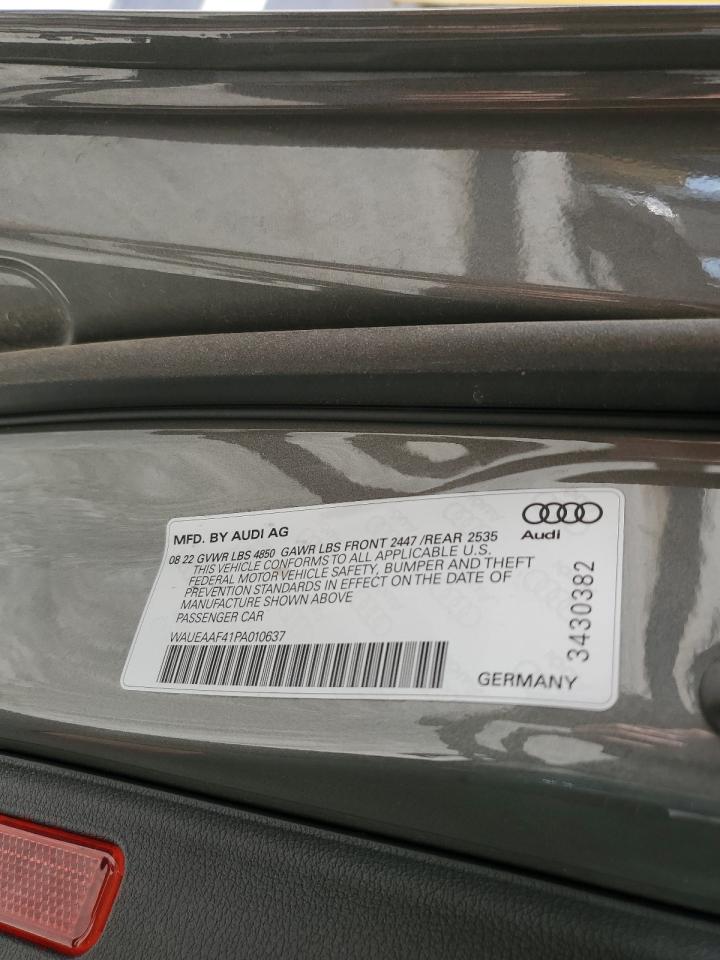 MFD. BY AUDI AG
Audi
08 22 GVWR LBS 4850 GAWR LBS FRONT 2447 /REAR 2535
THIS VEHICLE CONFORMS TO ALL APPLICABLE U.S.
FEDERAL MOTOR VEHICLE SAFETY, BUMPER AND THEFT
PREVENTION STANDARDS IN EFFECT ON THE DATE OF
MANUFACTURE SHOWN ABOVE
PASSENGER CAR
WAUEAAF41PA010637
GERMANY
3430382